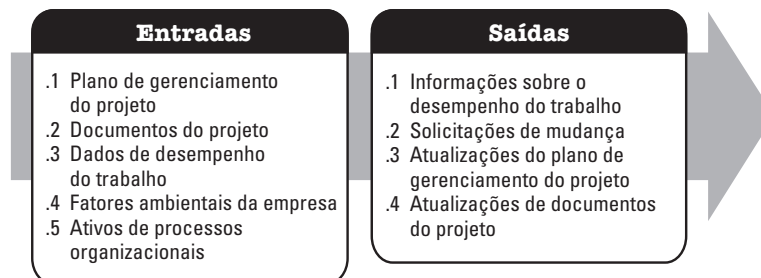 Entradas
.1 Plano de gerenciamento
do projeto
.2 Documentos do projeto
.3 Dados de desempenho
do trabalho
.4 Fatores ambientais da empresa
.5 Ativos de processos
organizacionais
Saídas
.1 Informações sobre o
desempenho do trabalho
.2 Solicitações de mudança
.3 Atualizações do plano de
gerenciamento do projeto
.4 Atualizações de documentos
do projeto